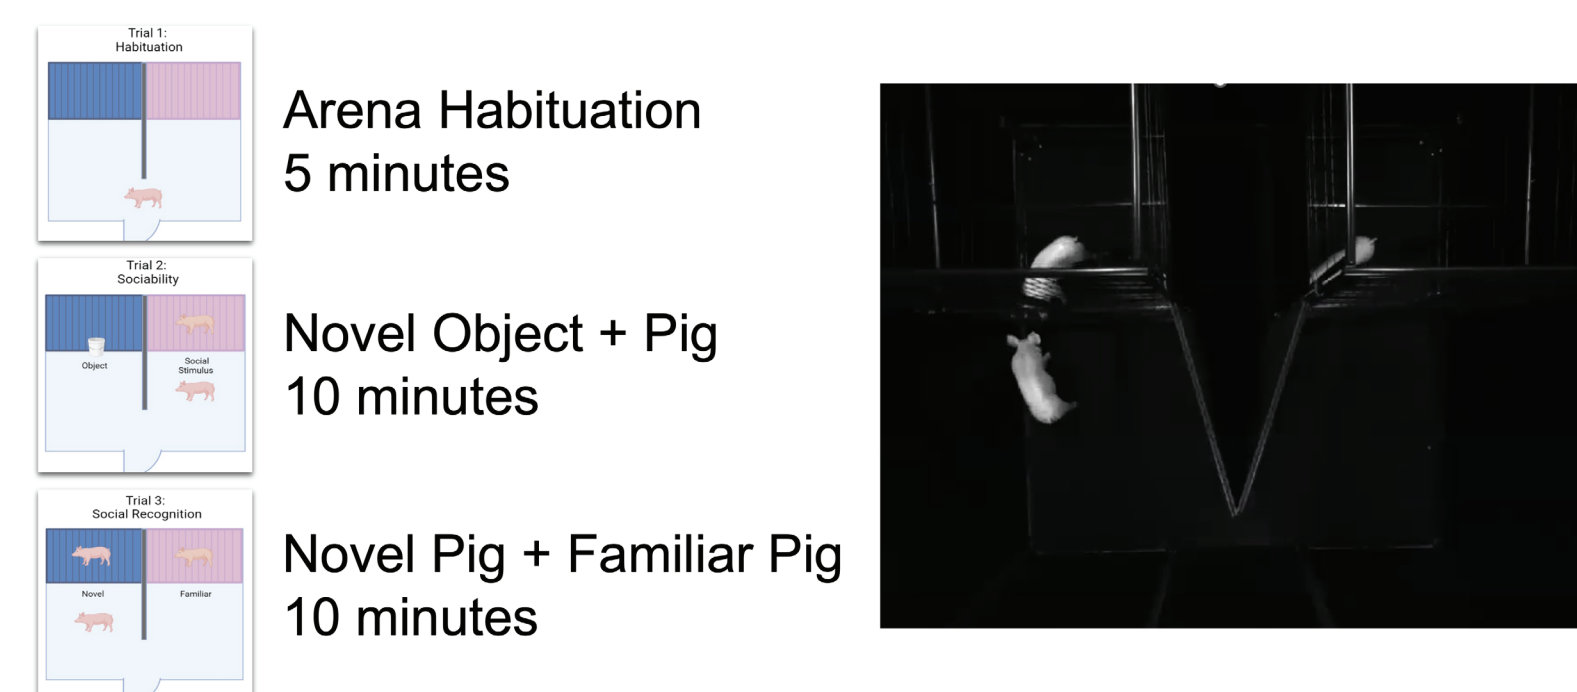 Trial 1:
Habituation
Arena Habituation
5 minutes
Trial 2:
Sociability
Object
Social
Stimulus
Novel Object + Pig
10 minutes
Trial 3:
Social Recognition
Novel
Familiar
Novel Pig + Familiar Pig
10 minutes